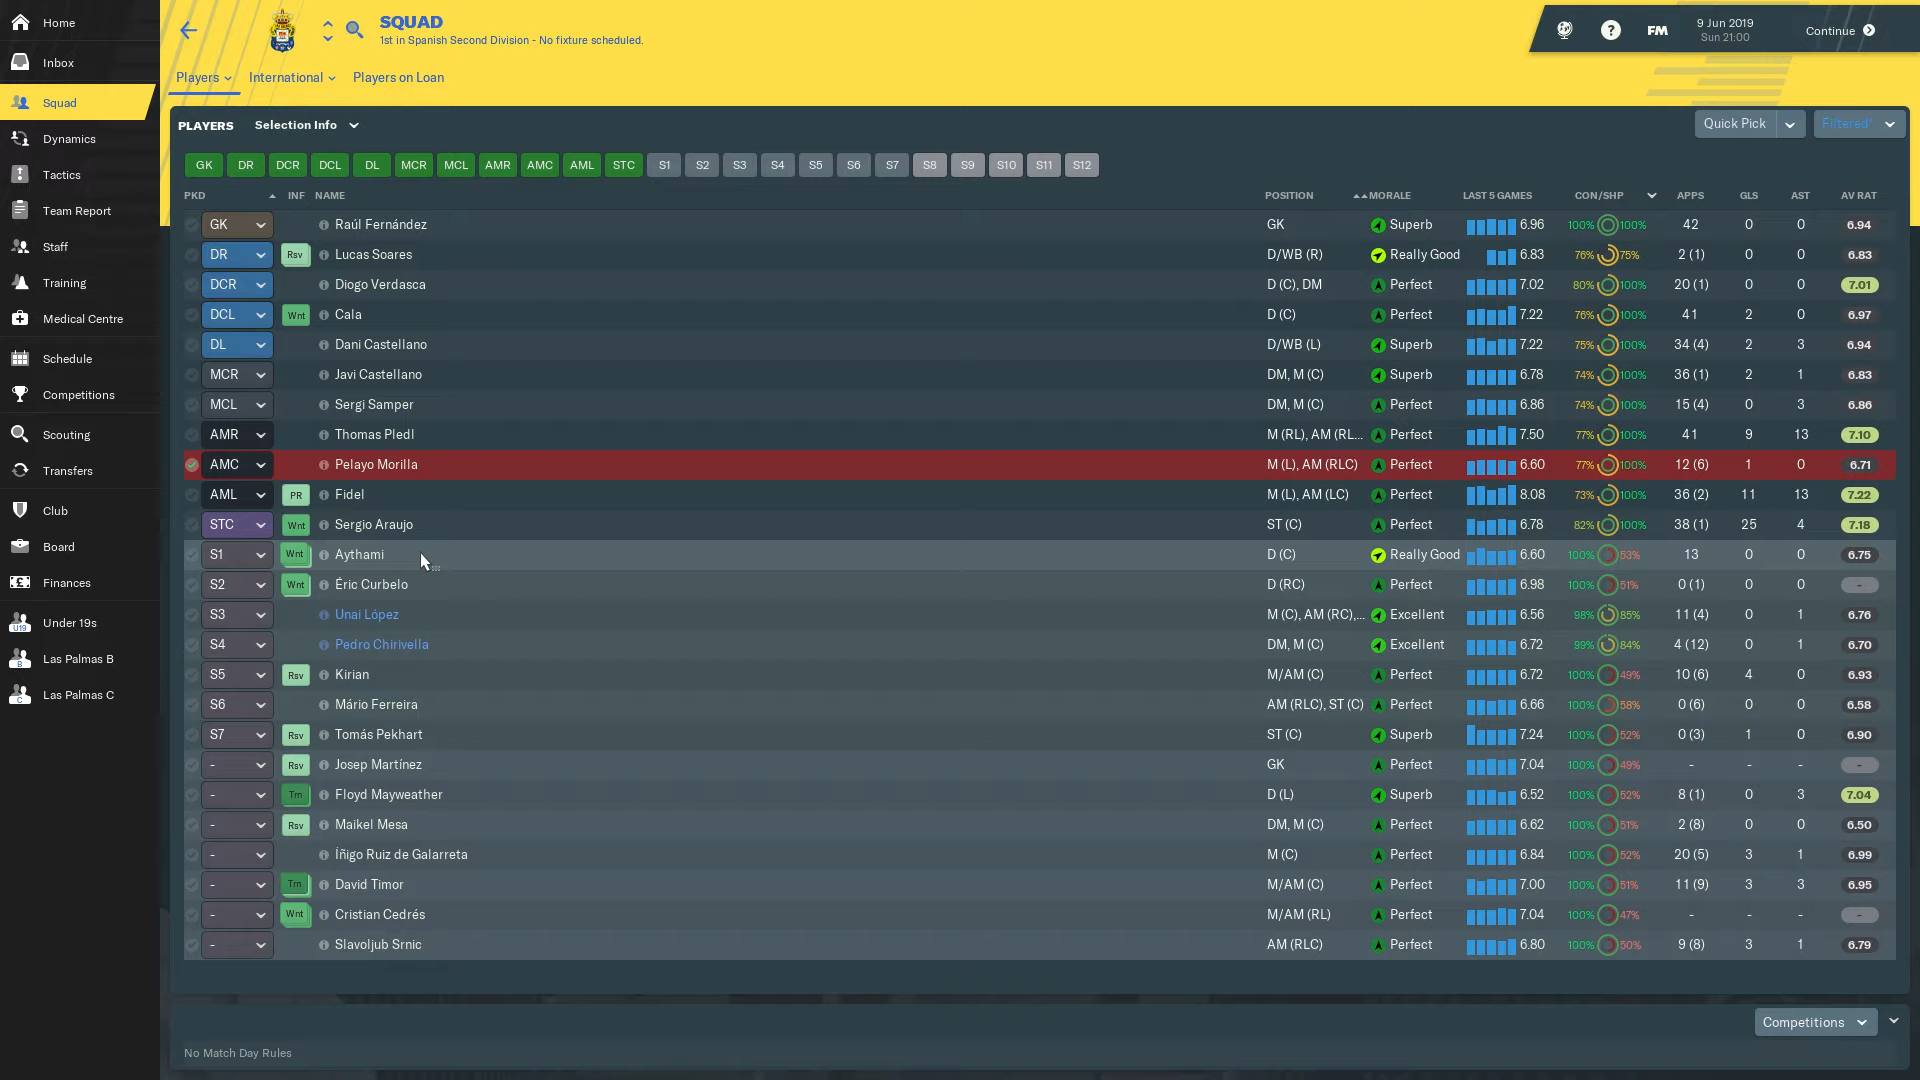 Home
Inbox
Squad
Dynamics
Tactics
Team Report
Staff
Training
Medical Centre
Schedule
Competitions
Scouting
Transfers
Club
Board
Finances
U19 Under 19s
B Las Palmas B
C Las Palmas C
SQUAD
1st in Spanish Second Division - No fixture scheduled.
FM
9 Jun 2019
Sun 21:00
Continue
Players International Players on Loan
PLAYERS Selection Info Quick Pick Filtered*
GK DR DCR DCL DL MCR MCL AMR AMC AML STC S1 S2 S3 S4 S5 S6 S7 S8 S9 S10 S11 S12
PKD INF NAME POSITION MORALE LAST 5 GAMES CON/SHP APPS GLS AST AV RAT
GK Raúl Fernández GK Superb 6.96 100% 100% 42 0 0 6.94
DR Rsv Lucas Soares D/WB (R) Really Good 6.83 76% 75% 2 (1) 0 0 6.83
DCR Diogo Verdasca D (C), DM Perfect 7.02 80% 100% 20 (1) 0 0 7.01
DCL Wnt Cala D (C) Perfect 7.22 76% 100% 41 2 0 6.97
DL Dani Castellano D/WB (L) Superb 7.22 75% 100% 34 (4) 2 3 6.94
MCR Javi Castellano DM, M (C) Superb 6.78 74% 100% 36 (1) 2 1 6.83
MCL Sergi Samper DM, M (C) Perfect 6.86 74% 100% 15 (4) 0 3 6.86
AMR Thomas Pledl M (RL), AM (RL... Perfect 7.50 77% 100% 41 9 13 7.10
AMC Pelayo Morilla M (L), AM (RLC) Perfect 6.60 77% 100% 12 (6) 1 0 6.71
AML PR Fidel M (L), AM (LC) Perfect 8.08 73% 100% 36 (2) 11 13 7.22
STC Wnt Sergio Araujo ST (C) Perfect 6.78 82% 100% 38 (1) 25 4 7.18
S1 Wnt Aythami D (C) Really Good 6.60 100% 53% 13 0 0 6.75
S2 Wnt Éric Curbelo D (RC) Perfect 6.98 100% 51% 0 (1) 0 0 -
S3 Unai López M (C), AM (RC),... Excellent 6.56 98% 85% 11 (4) 0 1 6.76
S4 Pedro Chirivella DM, M (C) Excellent 6.72 99% 84% 4 (12) 0 1 6.70
S5 Rsv Kirian M/AM (C) Perfect 6.72 100% 49% 10 (6) 4 0 6.93
S6 Mário Ferreira AM (RLC), ST (C) Perfect 6.66 100% 58% 0 (6) 0 0 6.58
S7 Rsv Tomás Pekhart ST (C) Superb 7.24 100% 52% 0 (3) 1 0 6.90
- Rsv Josep Martínez GK Perfect 7.04 100% 49% - - - -
- Trn Floyd Mayweather D (L) Superb 6.52 100% 52% 8 (1) 0 3 7.04
- Rsv Maikel Mesa DM, M (C) Perfect 6.62 100% 51% 2 (8) 0 0 6.50
- Íñigo Ruiz de Galarreta M (C) Perfect 6.84 100% 52% 20 (5) 3 1 6.99
- Trn David Timor M/AM (C) Perfect 7.00 100% 51% 11 (9) 3 3 6.95
- Wnt Cristian Cedrés M/AM (RL) Perfect 7.04 100% 47% - - - -
- Slavoljub Srnic AM (RLC) Perfect 6.80 100% 50% 9 (8) 3 1 6.79
Competitions
No Match Day Rules